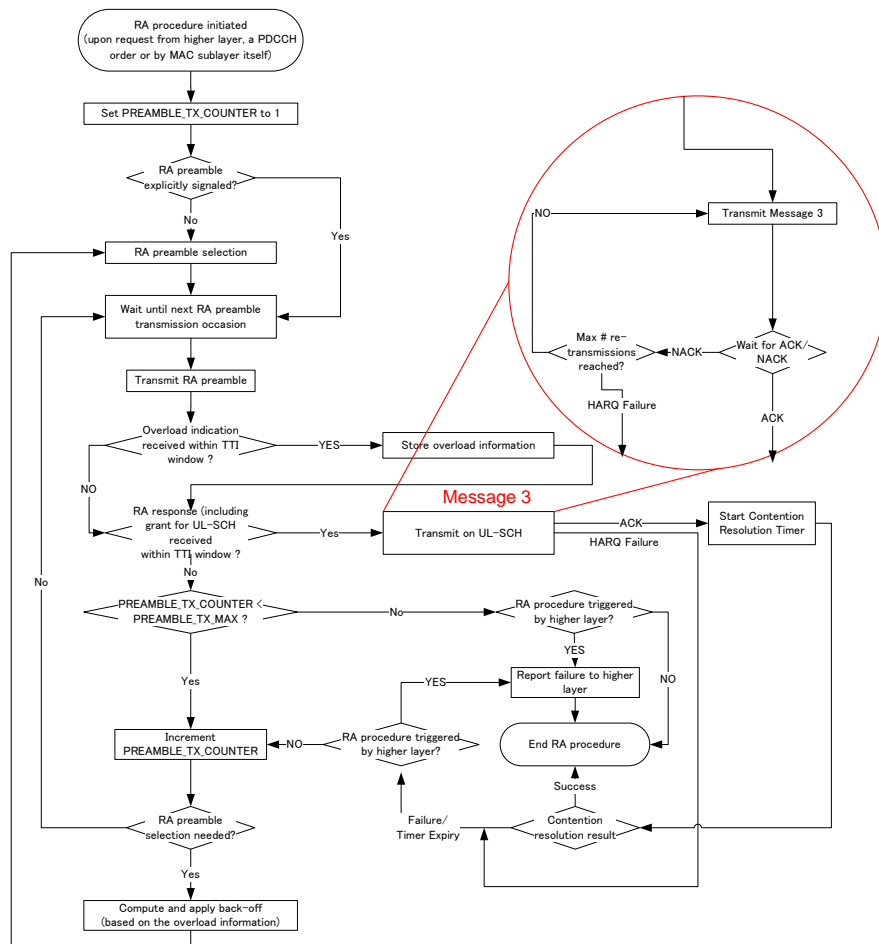 RA procedure initiated
(upon request from higher layer, a PDCCH
order or by MAC sublayer itself)
Set PREAMBLE_TX_COUNTER to 1
RA preamble
explicitly signaled?
No
Yes
RA preamble selection
Wait until next RA preamble
transmission occasion
Transmit RA preamble
Overload indication
received within TTI
window ?
YES
Store overload information
NO
RA response (including
grant for UL-SCH
received
within TTI window ?
Yes
No
Message 3
Transmit on UL-SCH
ACK
HARQ Failure
Start Contention
Resolution Timer
NO
Transmit Message 3
Max # re-
transmissions
reached?
NACK
Wait for ACK/
NACK
HARQ Failure
ACK
No
PREAMBLE_TX_COUNTER <
PREAMBLE_TX_MAX ?
No
RA procedure triggered
by higher layer?
YES
NO
Yes
YES
Report failure to higher
layer
Increment
PREAMBLE_TX_COUNTER
NO
RA procedure triggered
by higher layer?
End RA procedure
Success
Failure/
Timer Expiry
Contention
resolution result
RA preamble
selection needed?
Yes
Compute and apply back-off
(based on the overload information)